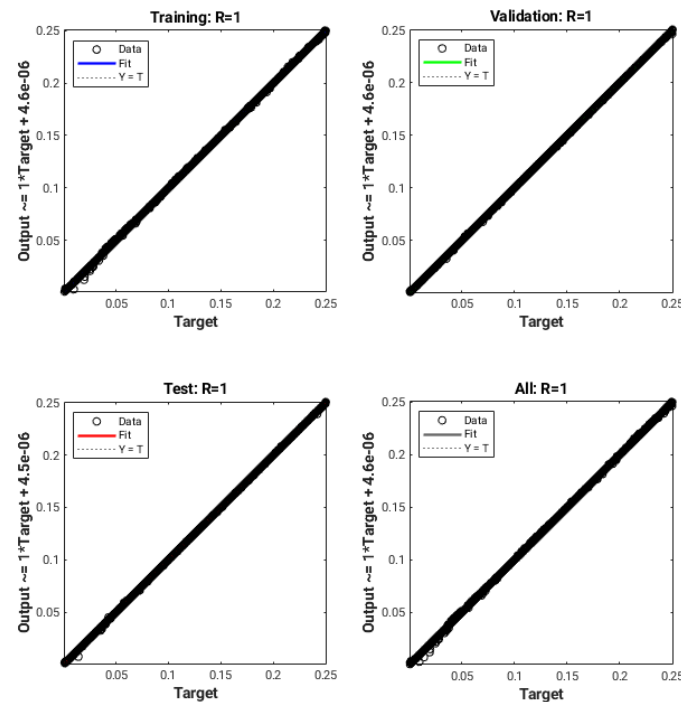 Training: R=1
Output ~= 1*Target + 4.6e-06
0.25
0.2
0.15
0.1
0.05
Data
Fit
Y = T
0.05 0.1 0.15 0.2 0.25
Target
Validation: R=1
Output ~= 1*Target + 4.6e-06
0.25
0.2
0.15
0.1
0.05
Data
Fit
Y = T
0.05 0.1 0.15 0.2 0.25
Target
Test: R=1
Output ~= 1*Target + 4.5e-06
0.25
0.2
0.15
0.1
0.05
Data
Fit
Y = T
0.05 0.1 0.15 0.2 0.25
Target
All: R=1
Output ~= 1*Target + 4.6e-06
0.25
0.2
0.15
0.1
0.05
Data
Fit
Y = T
0.05 0.1 0.15 0.2 0.25
Target